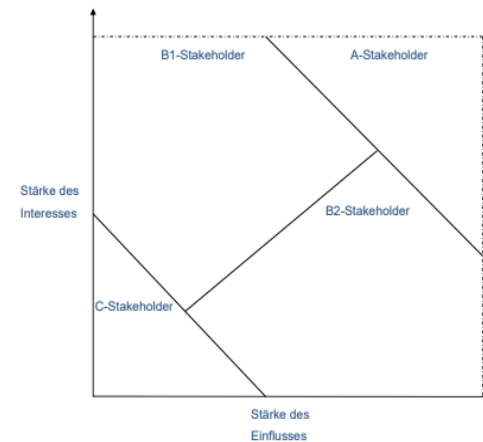 B1-Stakeholder
A-Stakeholder
Stärke des
Interesses
B2-Stakeholder
C-Stakeholder
Stärke des
Einflusses